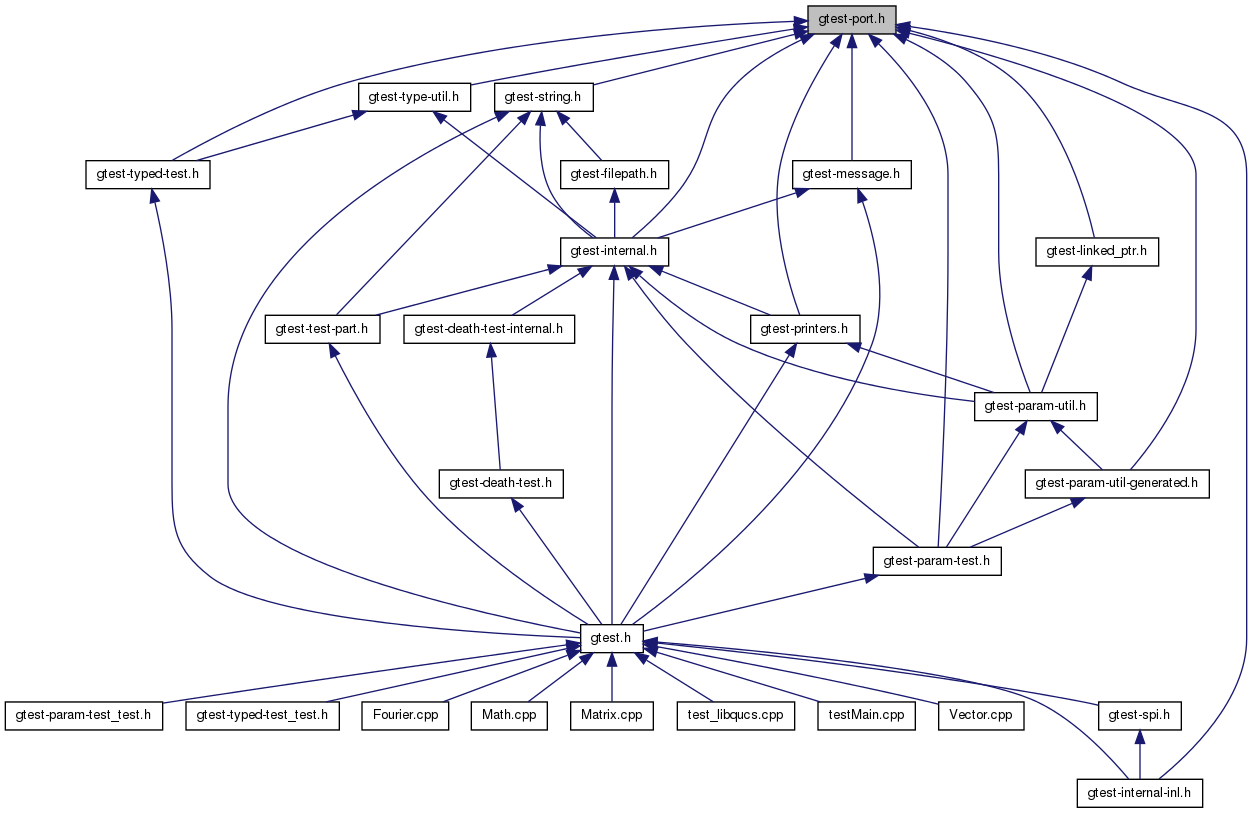 gtest-port.h
gtest-type-util.h
gtest-string.h
gtest-typed-test.h
gtest-filepath.h
gtest-message.h
gtest-internal.h
gtest-linked_ptr.h
gtest-test-part.h
gtest-death-test-internal.h
gtest-printers.h
gtest-param-util.h
gtest-death-test.h
gtest-param-util-generated.h
gtest-param-test.h
gtest.h
gtest-param-test_test.h
gtest-typed-test_test.h
Fourier.cpp
Math.cpp
Matrix.cpp
test_libqucs.cpp
testMain.cpp
Vector.cpp
gtest-spi.h
gtest-internal-inl.h